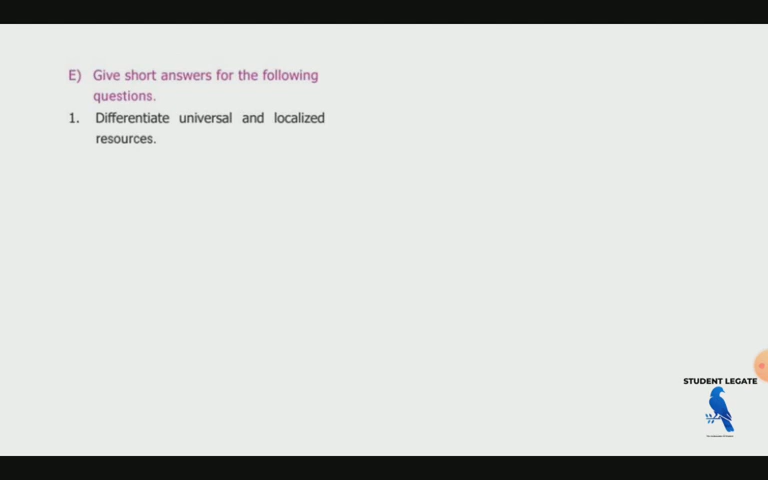 E) Give short answers for the following
questions.
1. Differentiate universal and localized
resources.
STUDENT LEGATE